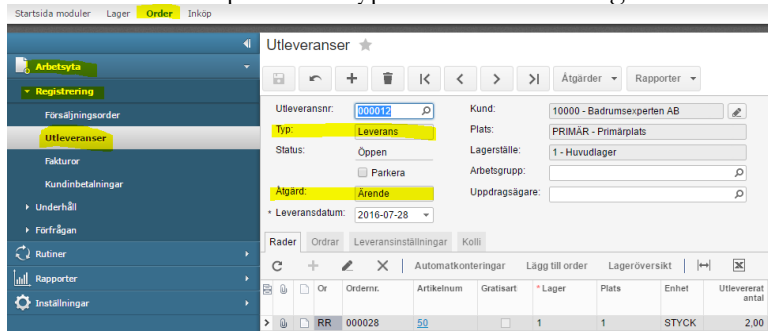 Startsida moduler Lager Order Inköp
Utleveranser
Arbetsyta
Åtgärder Rapporter
Registrering
Försäljningsorder
Utleveranser
Fakturor
Kundinbetalningar
Underhåll
Förfrågan
Rutiner
Rapporter
Inställningar
Utleveransnr: 000012 Kund: 10000 - Badrumsexperten AB
Typ: Leverans Plats: PRIMÄR - Primärplats
Status: Öppen Lagerställe: 1 - Huvudlager
Parkera Arbetsgrupp:
Åtgärd: Ärende Uppdragsägare:
* Leveransdatum: 2016-07-28
Rader Ordrar Leveransinställningar Kolli
Automatkonteringar Lägg till order Lageröversikt
Or Ordernr. Artikelnum Gratisart * Lager Plats Enhet Utlevererat
antal
RR 000028 50 1 1 STYCK 2,00